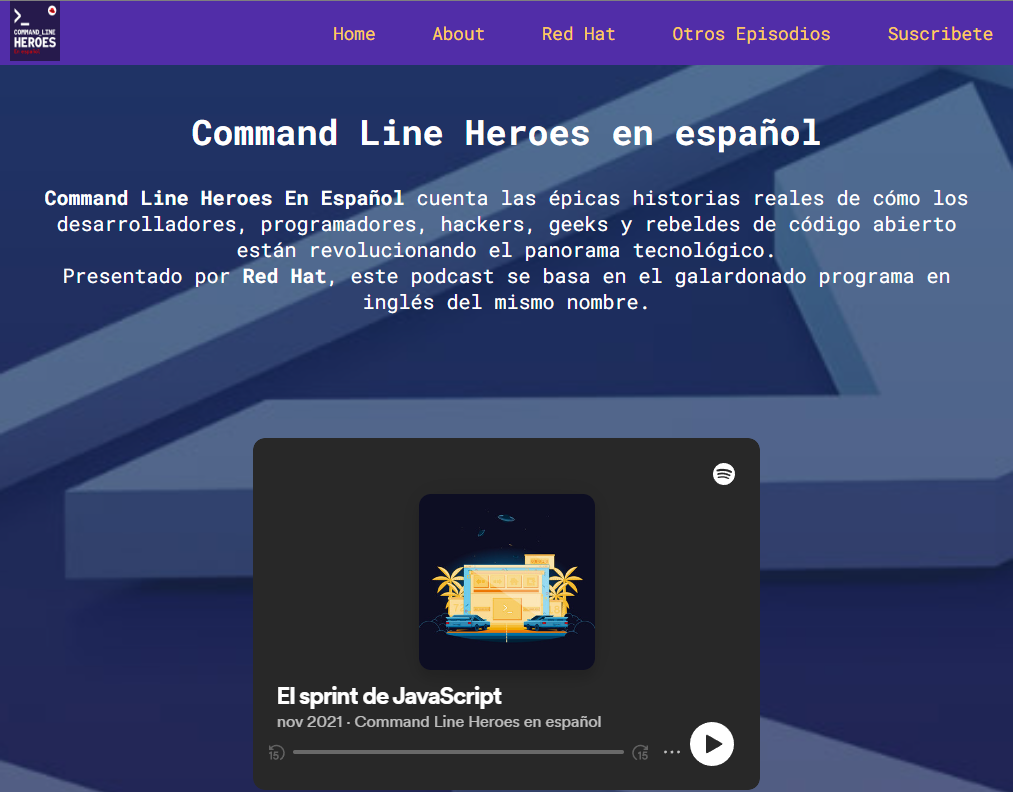 COMMAND_LINE
HEROES
Home About Red Hat Otros Episodios Suscribete
Command Line Heroes en español
Command Line Heroes En Español cuenta las épicas historias reales de cómo los
desarrolladores, programadores, hackers, geeks y rebeldes de código abierto
están revolucionando el panorama tecnológico.
Presentado por Red Hat, este podcast se basa en el galardonado programa en
inglés del mismo nombre.
El sprint de JavaScript
nov 2021 · Command Line Heroes en español
15 15